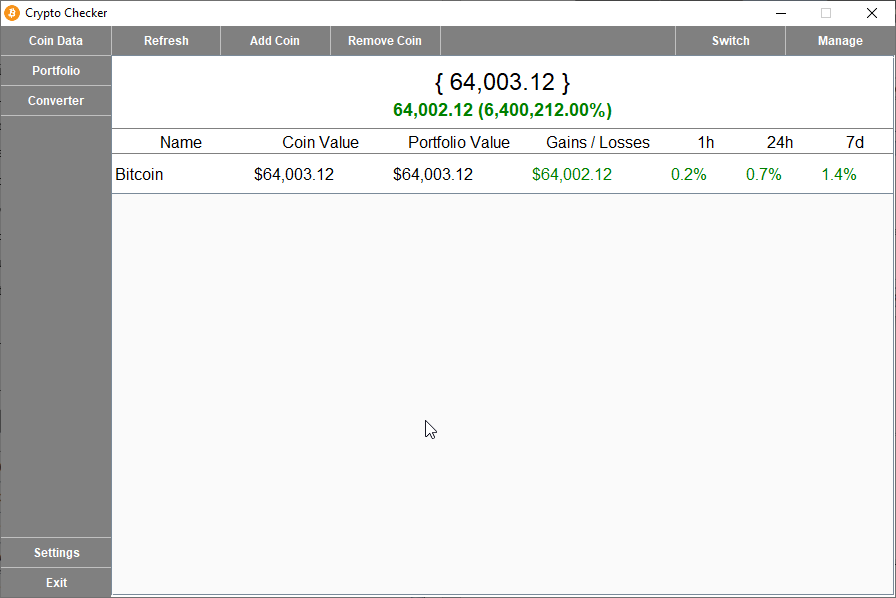 Crypto Checker
Coin Data Refresh Add Coin Remove Coin Switch Manage
Portfolio
Converter
{ 64,003.12 }
64,002.12 (6,400,212.00%)
Name Coin Value Portfolio Value Gains / Losses 1h 24h 7d
Bitcoin $64,003.12 $64,003.12 $64,002.12 0.2% 0.7% 1.4%
Settings
Exit